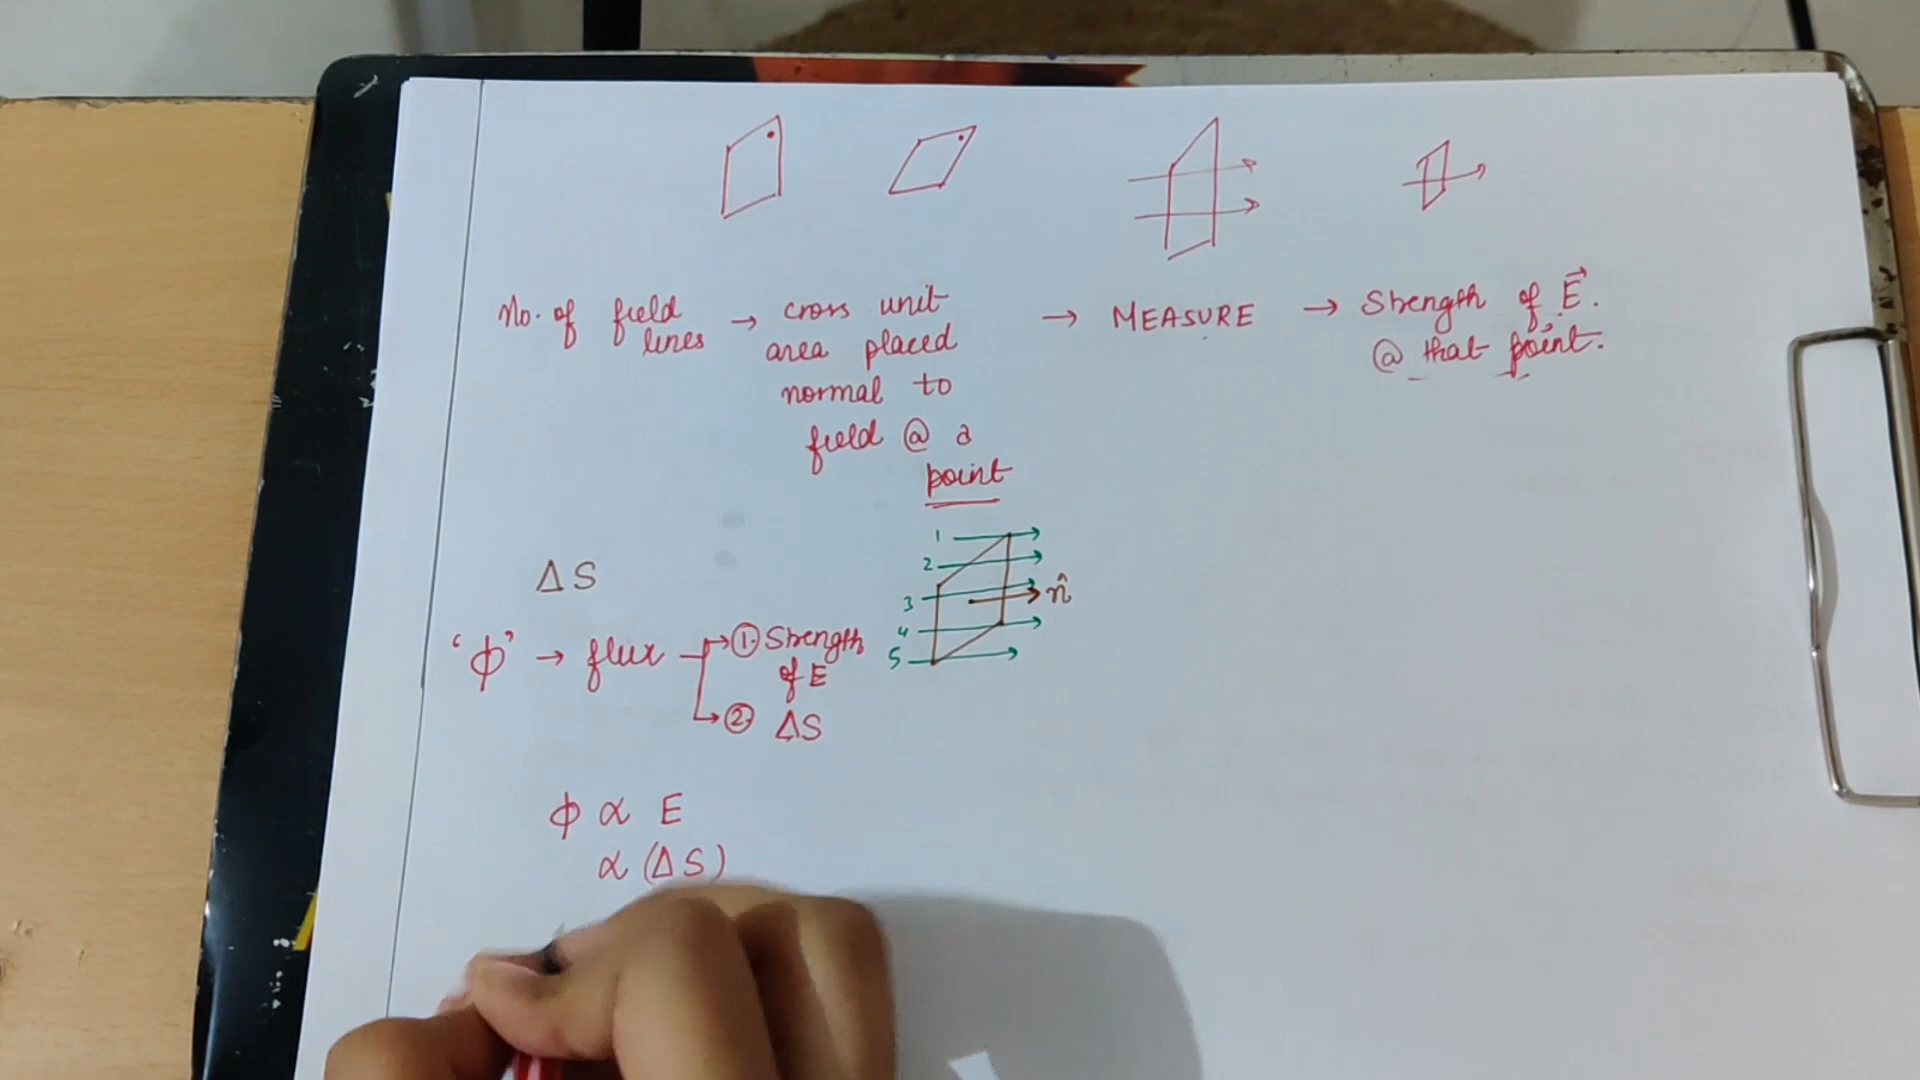 No. of field lines → cross unit area placed normal to field @ a point → MEASURE → Strength of E⃗. @ that point.
1
2
3
n̂
4
5
ΔS
'ϕ' → flux → ① Strength of E
② ΔS
ϕ α E
α (ΔS)